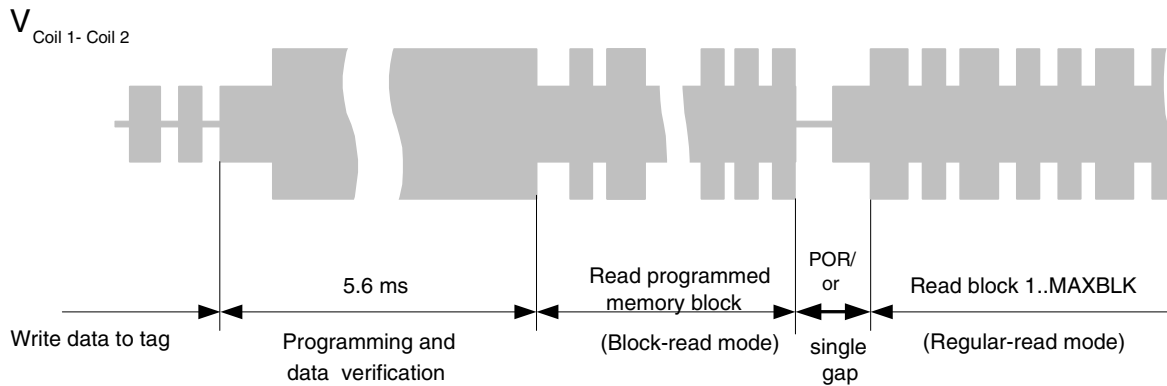 V Coil 1- Coil 2
Write data to tag
5.6 ms
Programming and
data verification
Read programmed
memory block
(Block-read mode)
POR/
or
single
gap
Read block 1..MAXBLK
(Regular-read mode)